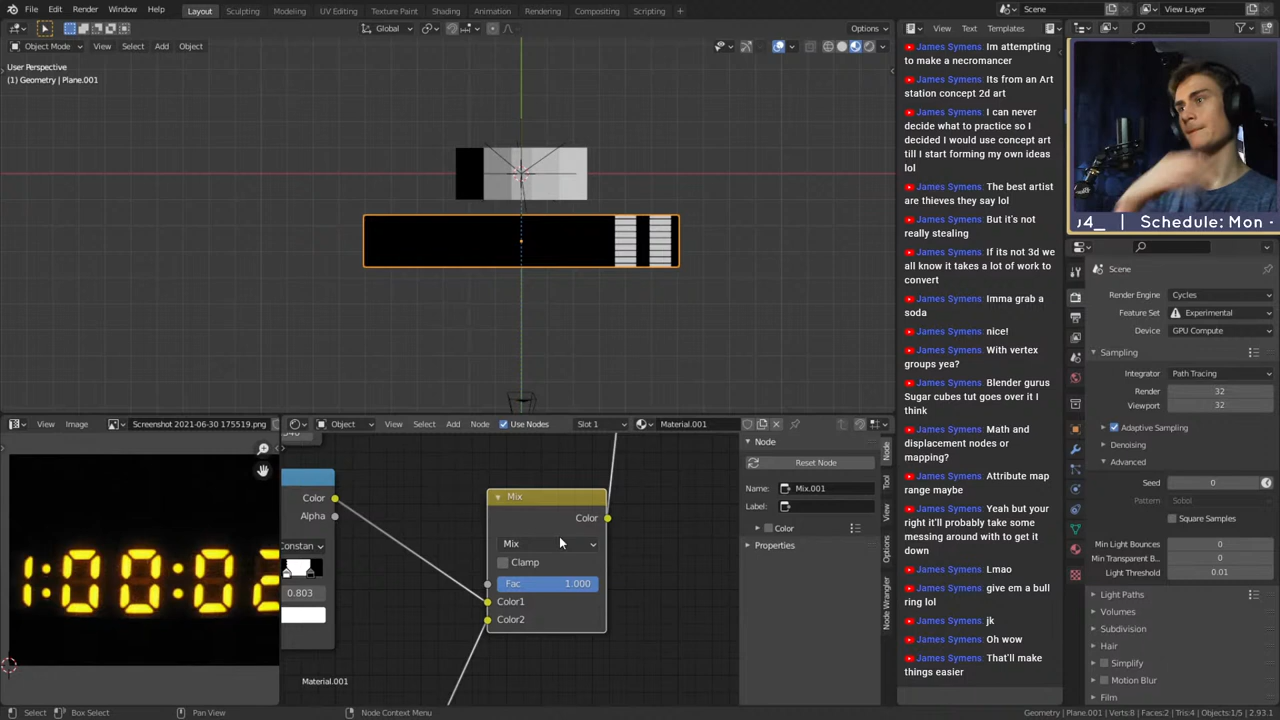 File Edit Render Window Help Layout Sculpting Modeling UV Editing Texture Paint Shading Animation Rendering Compositing Scripting + Scene View Layer
Global Options
Object Mode View Select Add Object
User Perspective
(1) Geometry | Plane.001
View Text Templates
James Symens: Im attempting
to make a necromancer
James Symens: Its from an Art
station concept 2d art
James Symens: I can never
decide what to practice so I
decided I would use concept art
till I start forming my own ideas
lol
James Symens: The best artist
are thieves they say lol
James Symens: But it's not
really stealing
James Symens: If its not 3d we
all know it takes a lot of work to
convert
James Symens: Imma grab a
soda
James Symens: nice!
James Symens: With vertex
groups yea?
James Symens: Blender gurus
Sugar cubes tut goes over it I
think
James Symens: Math and
displacement nodes or
mapping?
James Symens: Attribute map
range maybe
James Symens: Yeah but your
right it'll probably take some
messing around with to get it
down
James Symens: Lmao
James Symens: give em a bull
ring lol
James Symens: jk
James Symens: Oh wow
James Symens: That'll make
things easier
J4_ | Schedule: Mon -
Scene
Render Engine Cycles
Feature Set Experimental
Device GPU Compute
Sampling
Integrator Path Tracing
Render 32
Viewport 32
Adaptive Sampling
Denoising
Advanced
Seed 0
Pattern Sobol
Square Samples
Min Light Bounces 0
Min Transparent B... 0
Light Threshold 0.01
Light Paths
Volumes
Subdivision
Hair
Simplify
Motion Blur
Film
View Image Screenshot 2021-06-30 175519.png
1:00:02
Object View Select Add Node Use Nodes Slot 1 Material.001
Color
Alpha
Constan
0.803
Mix
Color
Mix
Clamp
Fac 1.000
Color1
Color2
Material.001
Node
Reset Node
Name: Mix.001
Label:
Color
Properties
Node
Tool
View
Options
Node Wrangler
Select Box Select Pan View Node Context Menu
Scene Collection | Plane.001 | Verts:8 | Faces:2 | Tris:4 | Objects:1/5 | 2.93.1